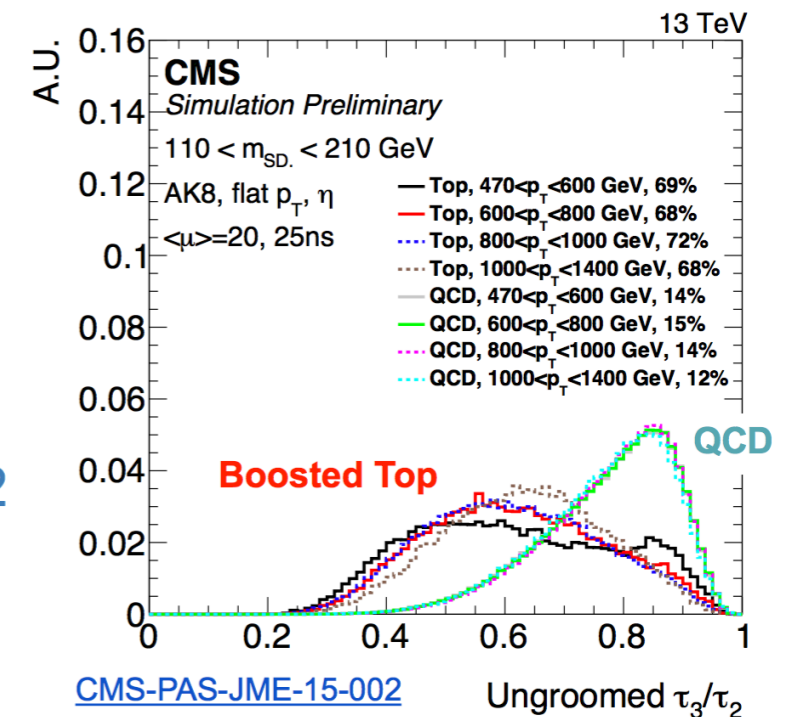 13 TeV
A.U.
0.16
0.14
0.12
0.1
0.08
0.06
0.04
0.02
0
CMS
Simulation Preliminary
110 < m_SD. < 210 GeV
AK8, flat p_T, η
<μ>=20, 25ns
Top, 470<p_T<600 GeV, 69%
Top, 600<p_T<800 GeV, 68%
Top, 800<p_T<1000 GeV, 72%
Top, 1000<p_T<1400 GeV, 68%
QCD, 470<p_T<600 GeV, 14%
QCD, 600<p_T<800 GeV, 15%
QCD, 800<p_T<1000 GeV, 14%
QCD, 1000<p_T<1400 GeV, 12%
QCD
Boosted Top
2
0 0.2 0.4 0.6 0.8 1
CMS-PAS-JME-15-002
Ungroomed τ_3/τ_2